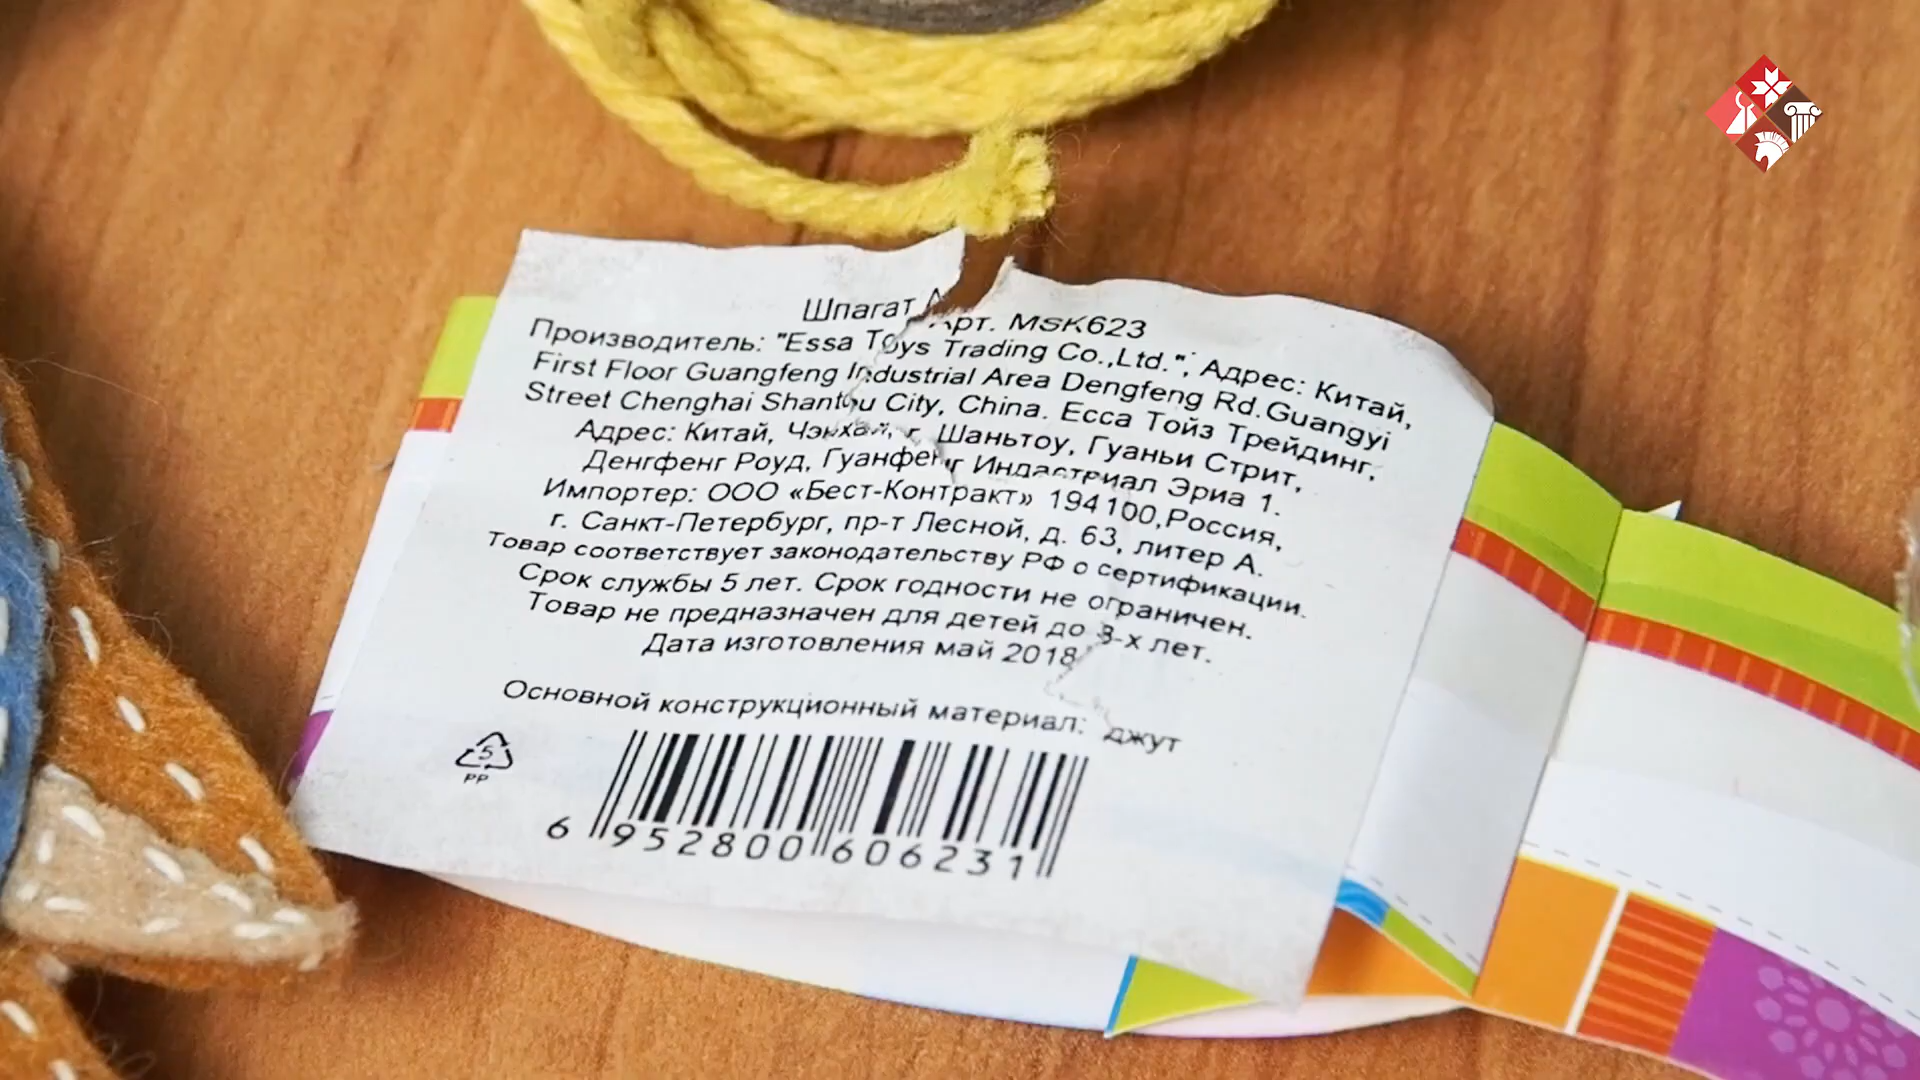 Шпагат Арт. MSK623
Производитель: "Essa Toys Trading Co.,Ltd."; Адрес: Китай,
First Floor Guangfeng Industrial Area Dengfeng Rd.Guangyi
Street Chenghai Shantou City, China. Есса Тойз Трейдинг,
Адрес: Китай, Чэнхай, г. Шаньтоу, Гуаньи Стрит,
Денгфенг Роуд, Гуанфенг Индастриал Эриа 1.
Импортер: ООО «Бест-Контракт» 194100,Россия,
г. Санкт-Петербург, пр-т Лесной, д. 63, литер А.
Товар соответствует законодательству РФ о сертификации.
Срок службы 5 лет. Срок годности не ограничен.
Товар не предназначен для детей до 3-х лет.
Дата изготовления май 2018
Основной конструкционный материал: джут
5
PP
6 952800 606231